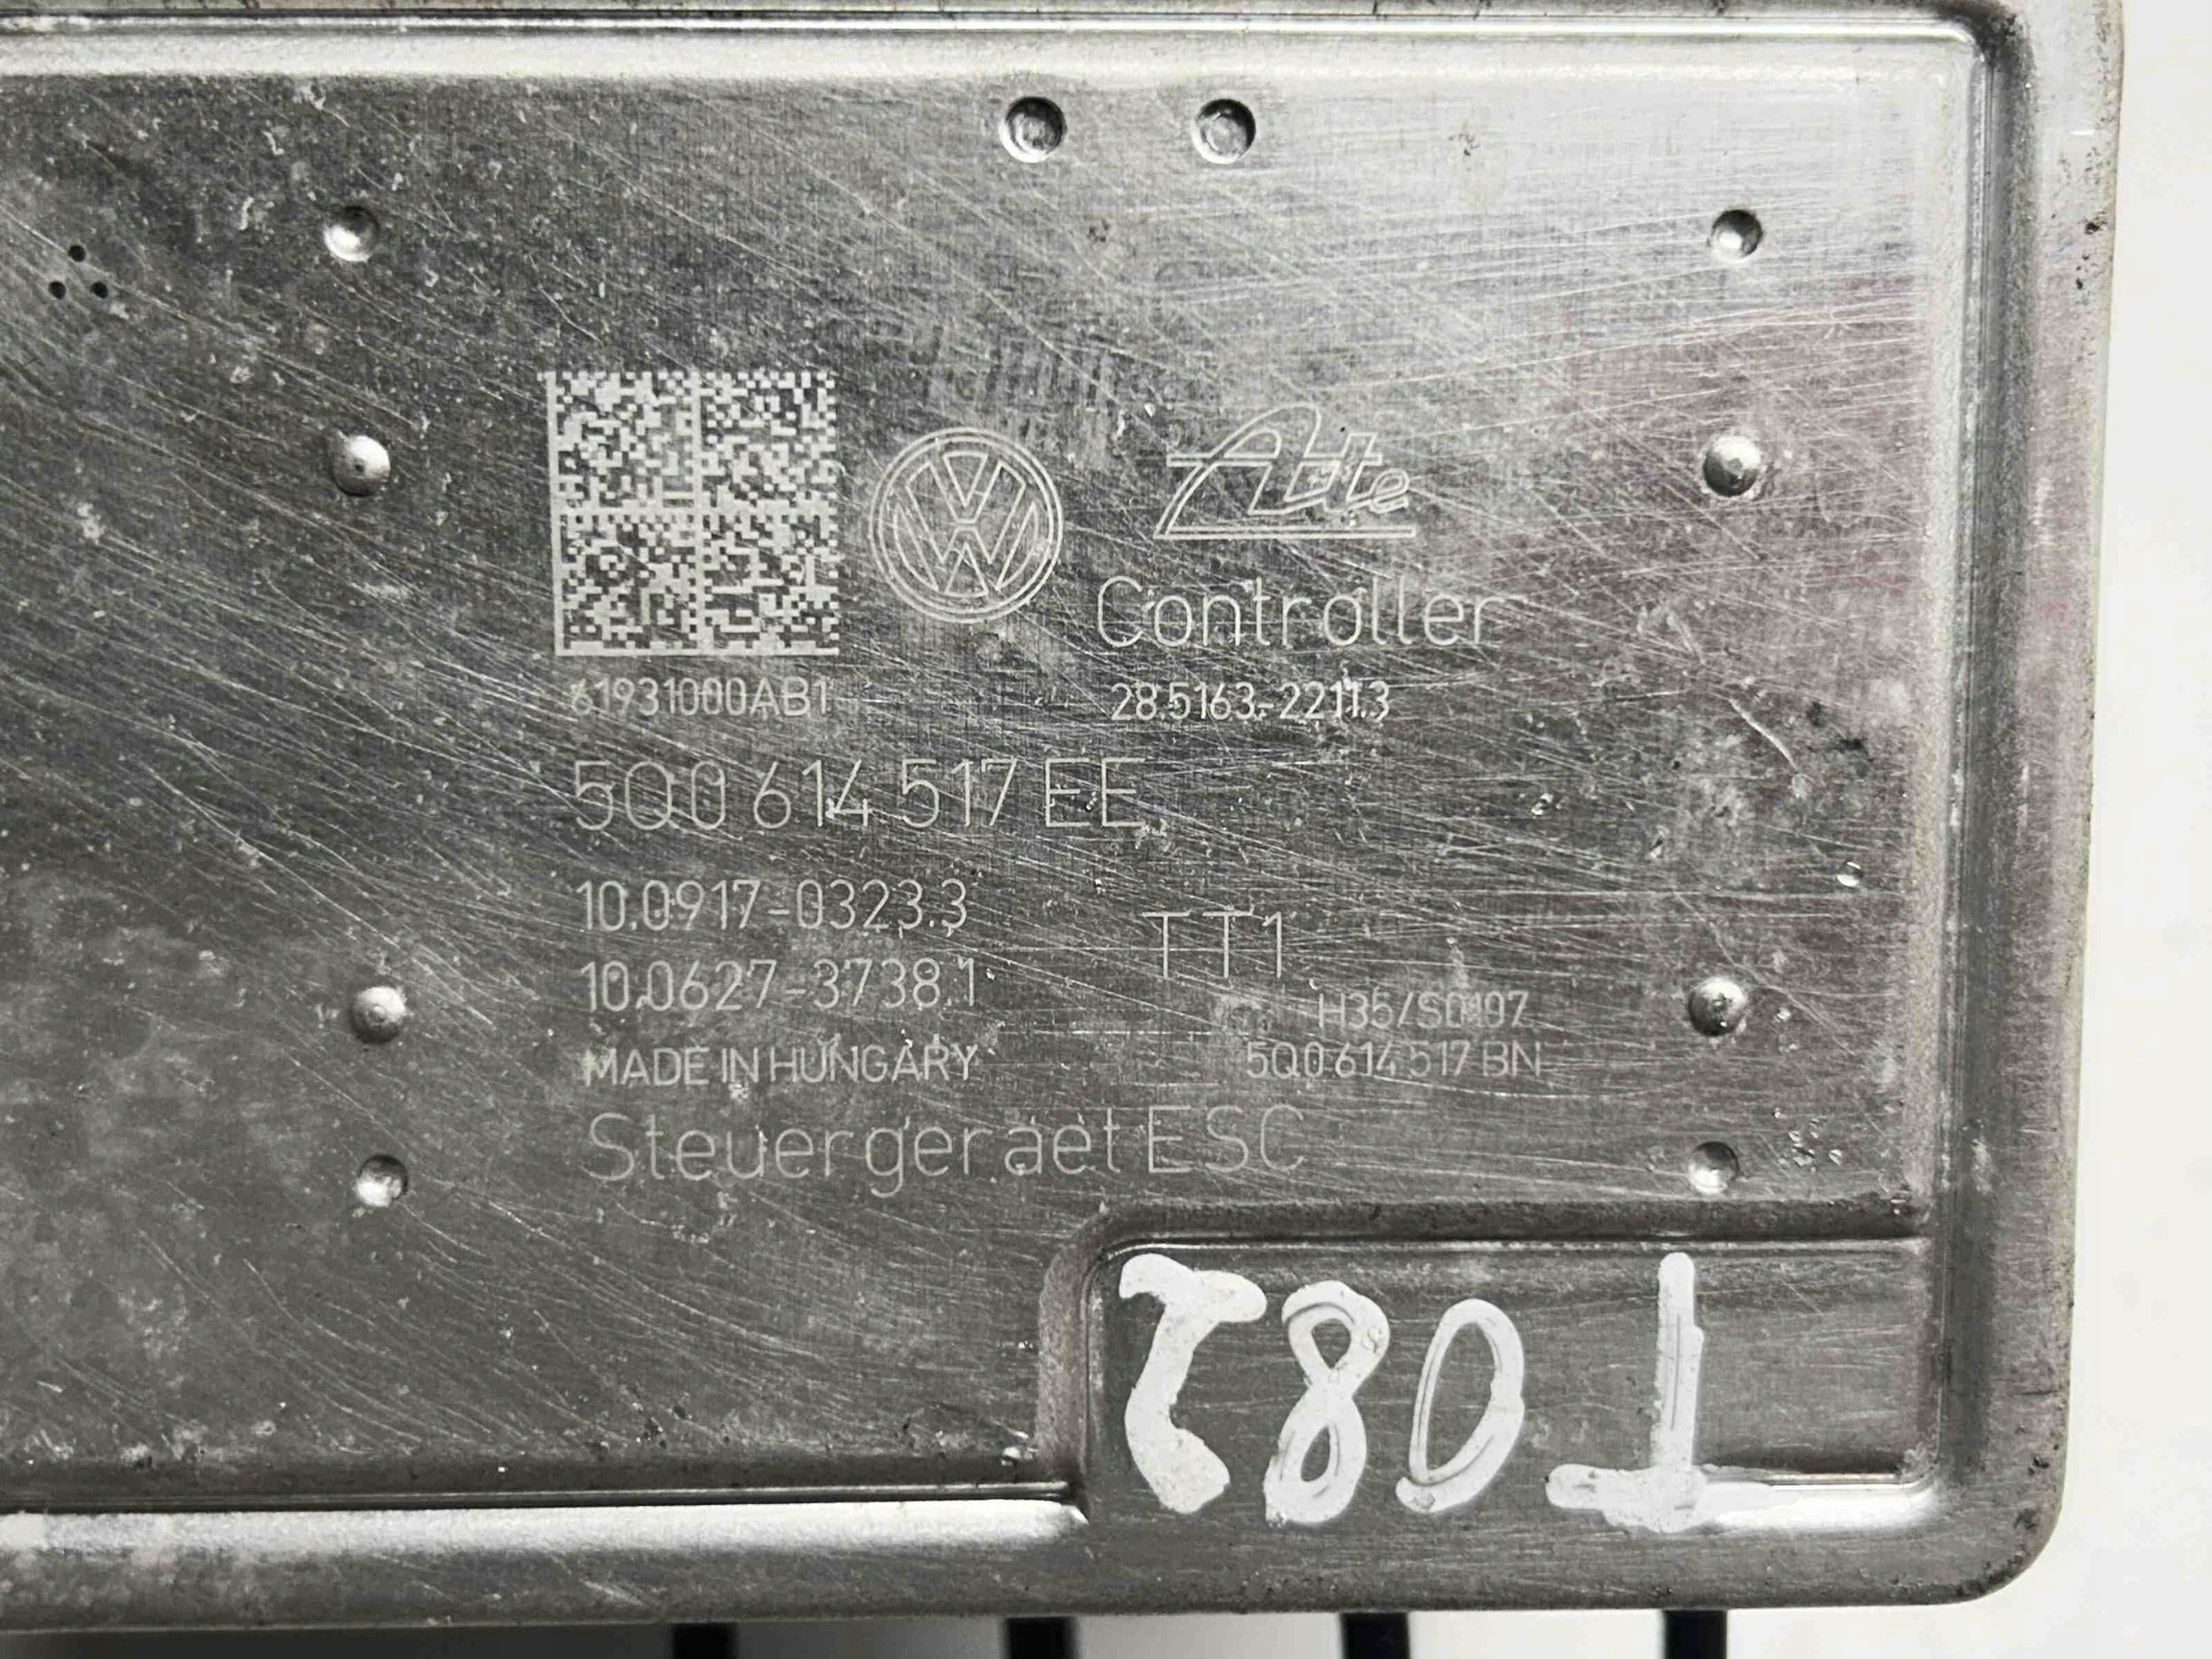 Ate
Controller
61931000AB1
28.5163-2211.3
5Q0 614 517 EE
10.0917-0323.3
TT1
10.0627-3738.1
H35/S0107
MADE IN HUNGARY
5Q0 614 517 BN
Steuergeraet ESC
T082